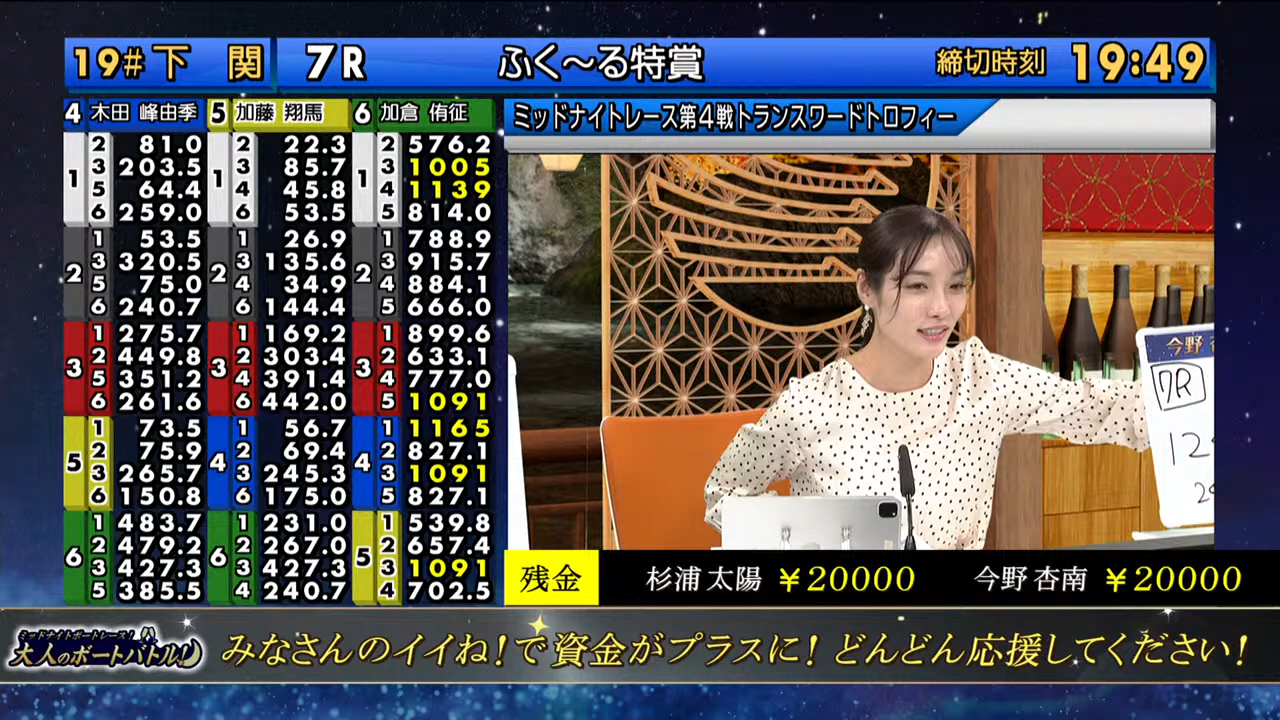 19# 下 関 7R ふく～る特賞 締切時刻 19:49
4 木田 峰由季 5 加藤 翔馬 6 加倉 侑征
ミッドナイトレース第4戦トランスワードトロフィー
1 2 81.0 1 2 22.3 1 2 576.2
3 203.5 3 85.7 3 1005
5 64.4 4 45.8 4 1139
6 259.0 6 53.5 5 814.0
2 1 53.5 2 1 26.9 2 1 788.9
3 320.5 3 135.6 3 915.7
5 75.0 4 34.9 4 884.1
6 240.7 6 144.4 5 666.0
3 1 275.7 3 1 169.2 3 1 899.6
2 449.8 2 303.4 2 633.1
5 351.2 4 391.4 4 777.0
6 261.6 6 442.0 5 1091
5 1 73.5 4 1 56.7 4 1 1165
2 75.9 2 69.4 2 827.1
3 265.7 3 245.3 3 1091
6 150.8 6 175.0 5 827.1
6 1 483.7 6 1 231.0 5 1 539.8
2 479.2 2 267.0 2 657.4
3 427.3 3 427.3 3 1091
5 385.5 4 240.7 4 702.5
今野
7R
12
残金 杉浦 太陽 ￥20000 今野 杏南 ￥20000
ミッドナイトボートレース!
大人のボートバトル!
みなさんのイイね!で資金がプラスに! どんどん応援してください!